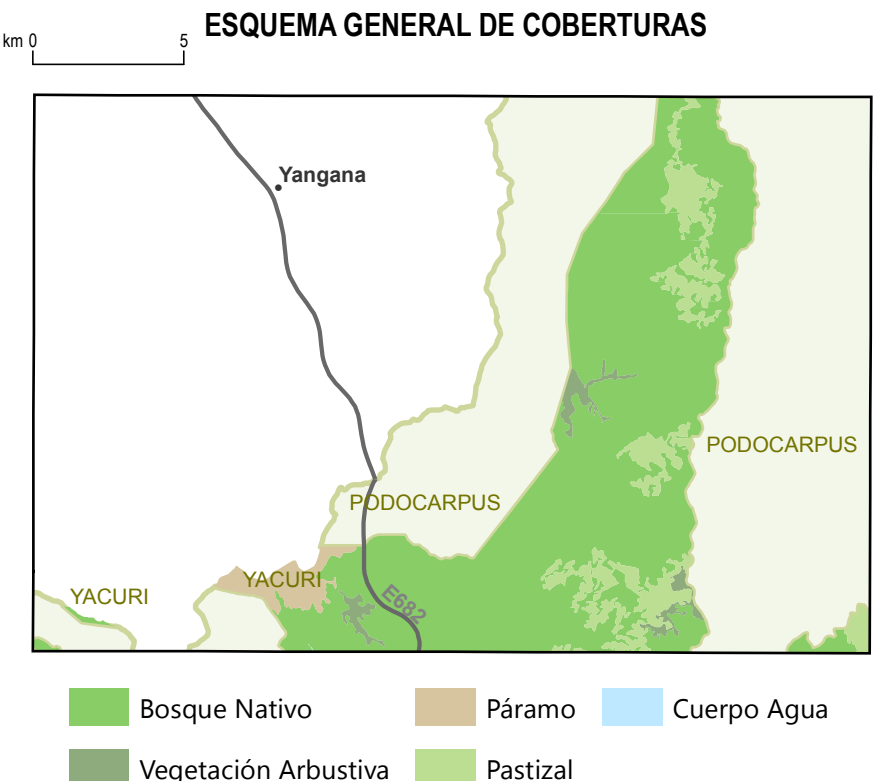 ESQUEMA GENERAL DE COBERTURAS
km 0 5
Yangana
PODOCARPUS
PODOCARPUS
YACURI
YACURI
E682
Bosque Nativo
Páramo
Cuerpo Agua
Vegetación Arbustiva
Pastizal